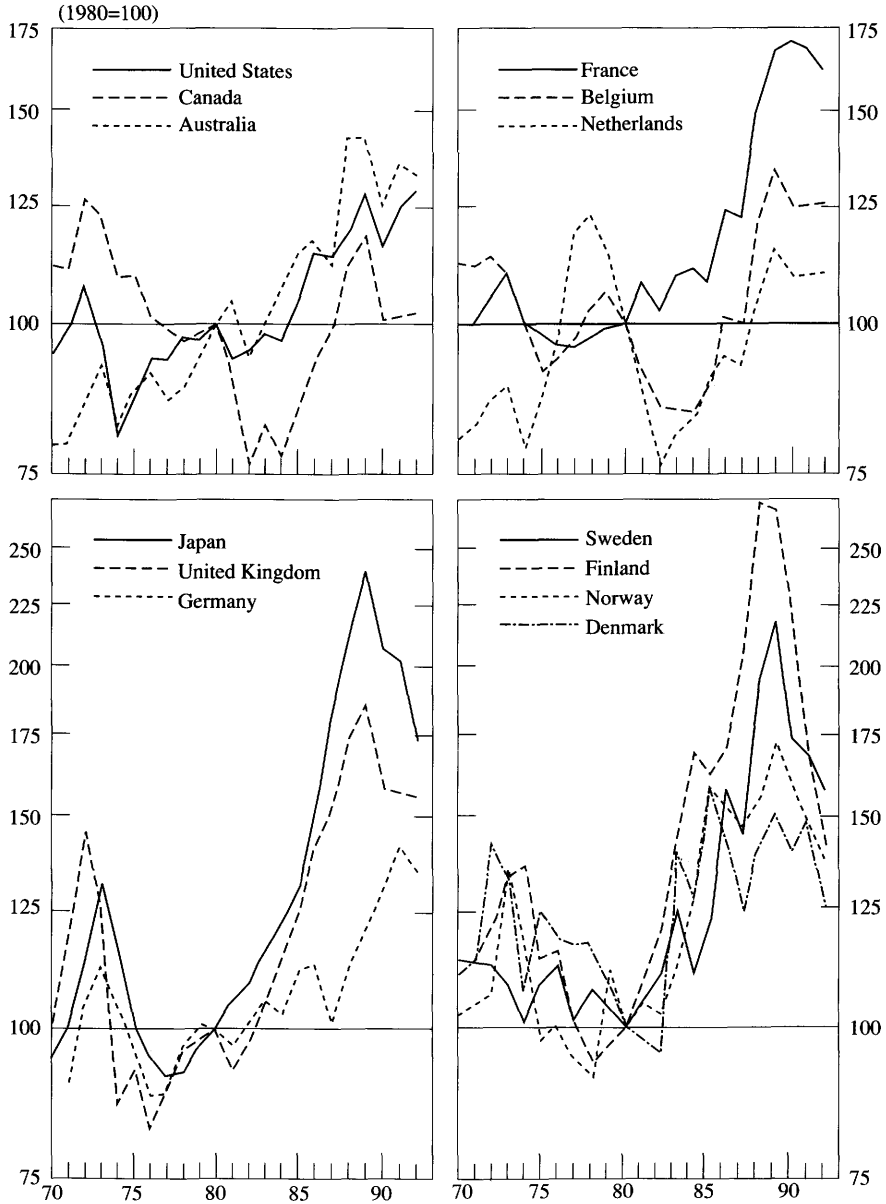 (1980=100)
175
150
125
100
75
United States
Canada
Australia
France
Belgium
Netherlands
175
150
125
100
75
250
225
200
175
150
125
100
75
Japan
United Kingdom
Germany
Sweden
Finland
Norway
Denmark
250
225
200
175
150
125
100
75
70 75 80 85 90
70 75 80 85 90